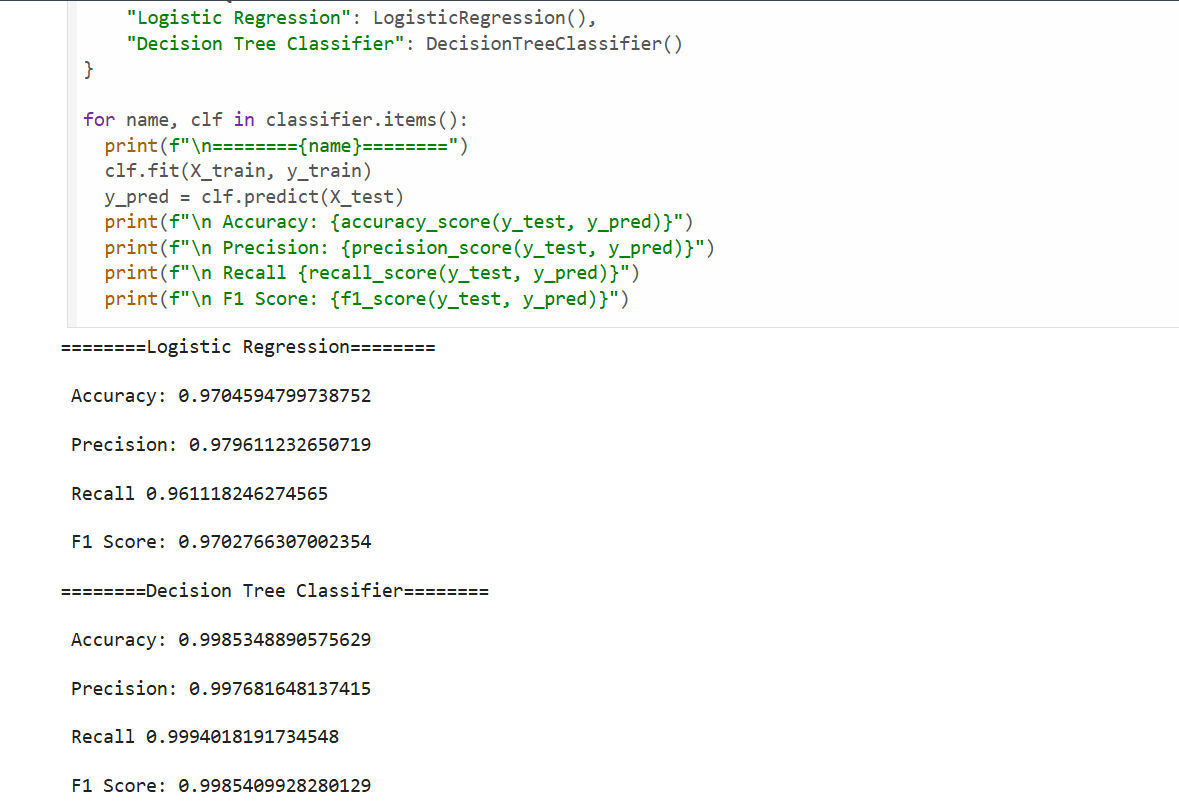 "Logistic Regression": LogisticRegression(),
"Decision Tree Classifier": DecisionTreeClassifier()
}
for name, clf in classifier.items():
print(f"\n========{name}========")
clf.fit(X_train, y_train)
y_pred = clf.predict(X_test)
print(f"\n Accuracy: {accuracy_score(y_test, y_pred)}")
print(f"\n Precision: {precision_score(y_test, y_pred)}")
print(f"\n Recall {recall_score(y_test, y_pred)}")
print(f"\n F1 Score: {f1_score(y_test, y_pred)}")
========Logistic Regression========
Accuracy: 0.9704594799738752
Precision: 0.979611232650719
Recall 0.961118246274565
F1 Score: 0.9702766307002354
========Decision Tree Classifier========
Accuracy: 0.9985348890575629
Precision: 0.997681648137415
Recall 0.9994018191734548
F1 Score: 0.9985409928280129